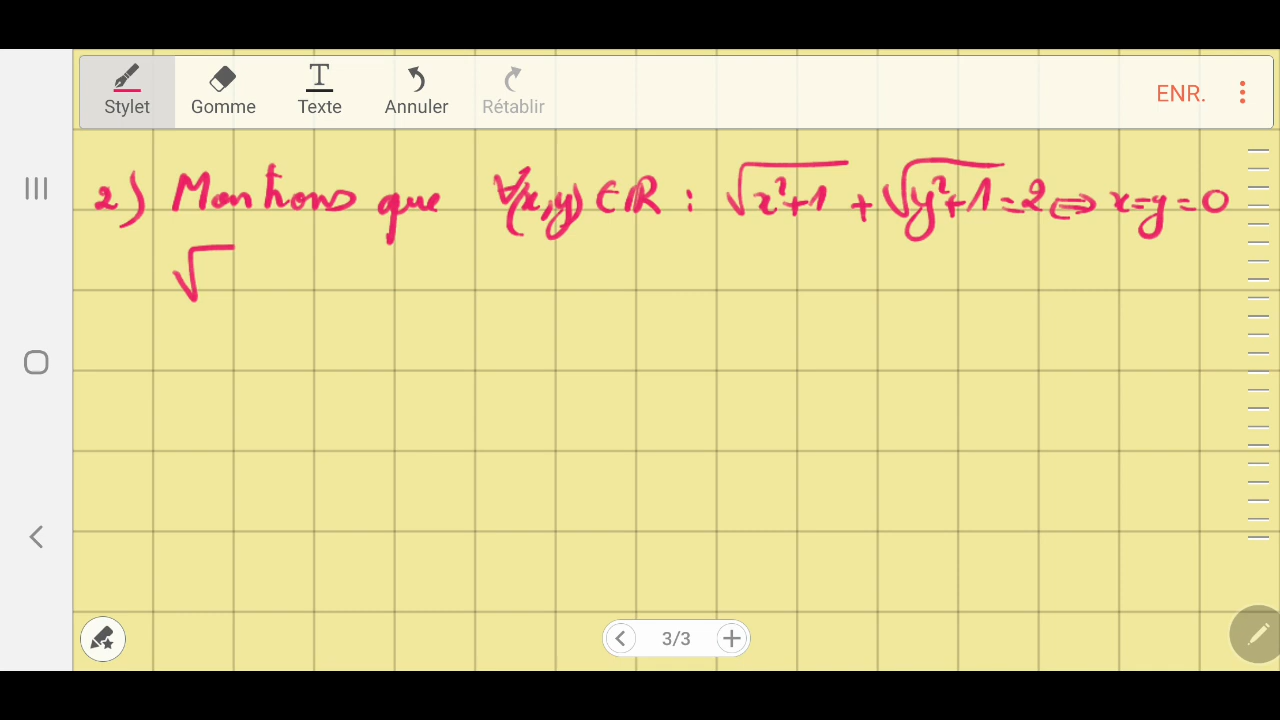 Stylet Gomme Texte Annuler Rétablir ENR.
2) Montrons que ∀(x,y) ∈ ℝ : √(x²+1) + √(y²+1) = 2 ⇔ x=y=0
√
3/3